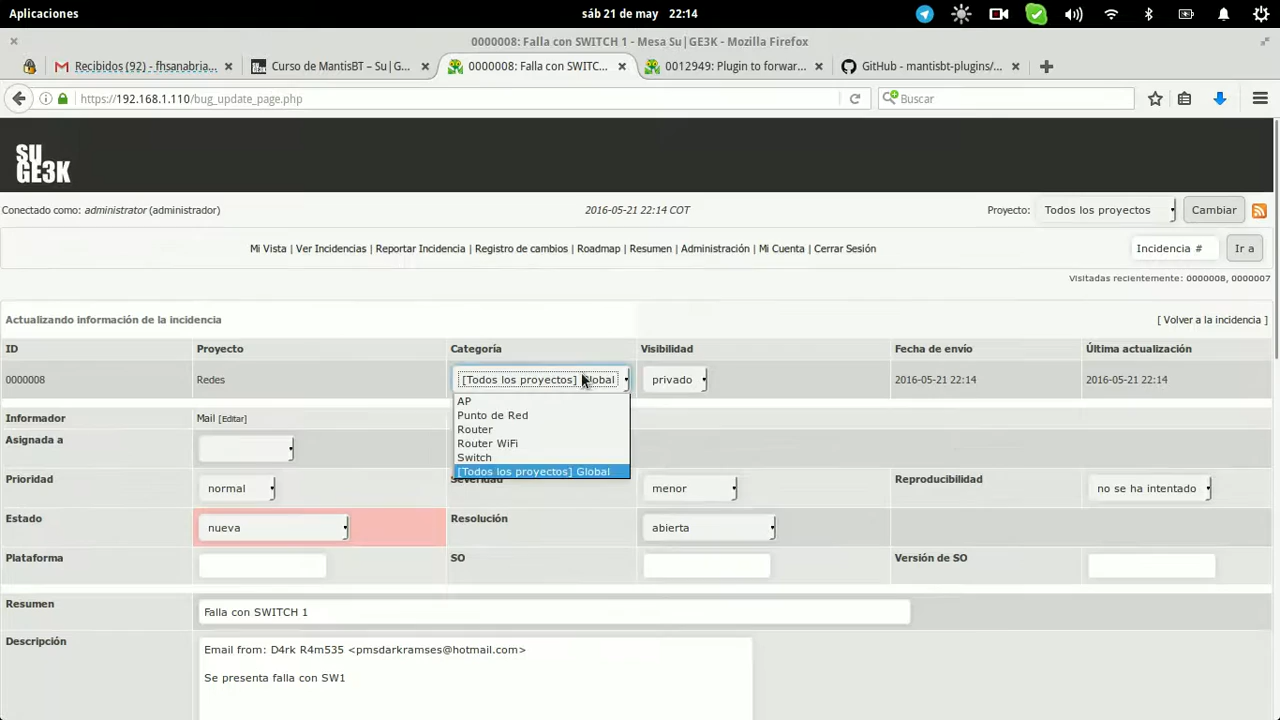 Aplicaciones
sáb 21 de may 22:14
0000008: Falla con SWITCH 1 - Mesa Su|GE3K - Mozilla Firefox
Recibidos (92) - fhsanabria...
Curso de MantisBT – Su|G...
0000008: Falla con SWITC...
0012949: Plugin to forwar...
GitHub - mantisbt-plugins/...
https://192.168.1.110/bug_update_page.php
Buscar
SU
GE3K
Conectado como: administrator (administrador)
2016-05-21 22:14 COT
Proyecto: Todos los proyectos Cambiar
Mi Vista | Ver Incidencias | Reportar Incidencia | Registro de cambios | Roadmap | Resumen | Administración | Mi Cuenta | Cerrar Sesión
Incidencia # Ir a
Visitadas recientemente: 0000008, 0000007
Actualizando información de la incidencia
[ Volver a la incidencia ]
ID Proyecto Categoría Visibilidad Fecha de envío Última actualización
0000008 Redes [Todos los proyectos] Global privado 2016-05-21 22:14 2016-05-21 22:14
AP
Punto de Red
Router
Router WiFi
Switch
[Todos los proyectos] Global
Informador Mail [Editar]
Asignada a
Prioridad normal Severidad menor Reproducibilidad no se ha intentado
Estado nueva Resolución abierta
Plataforma SO Versión de SO
Resumen Falla con SWITCH 1
Descripción
Email from: D4rk R4m535 <pmsdarkramses@hotmail.com>
Se presenta falla con SW1